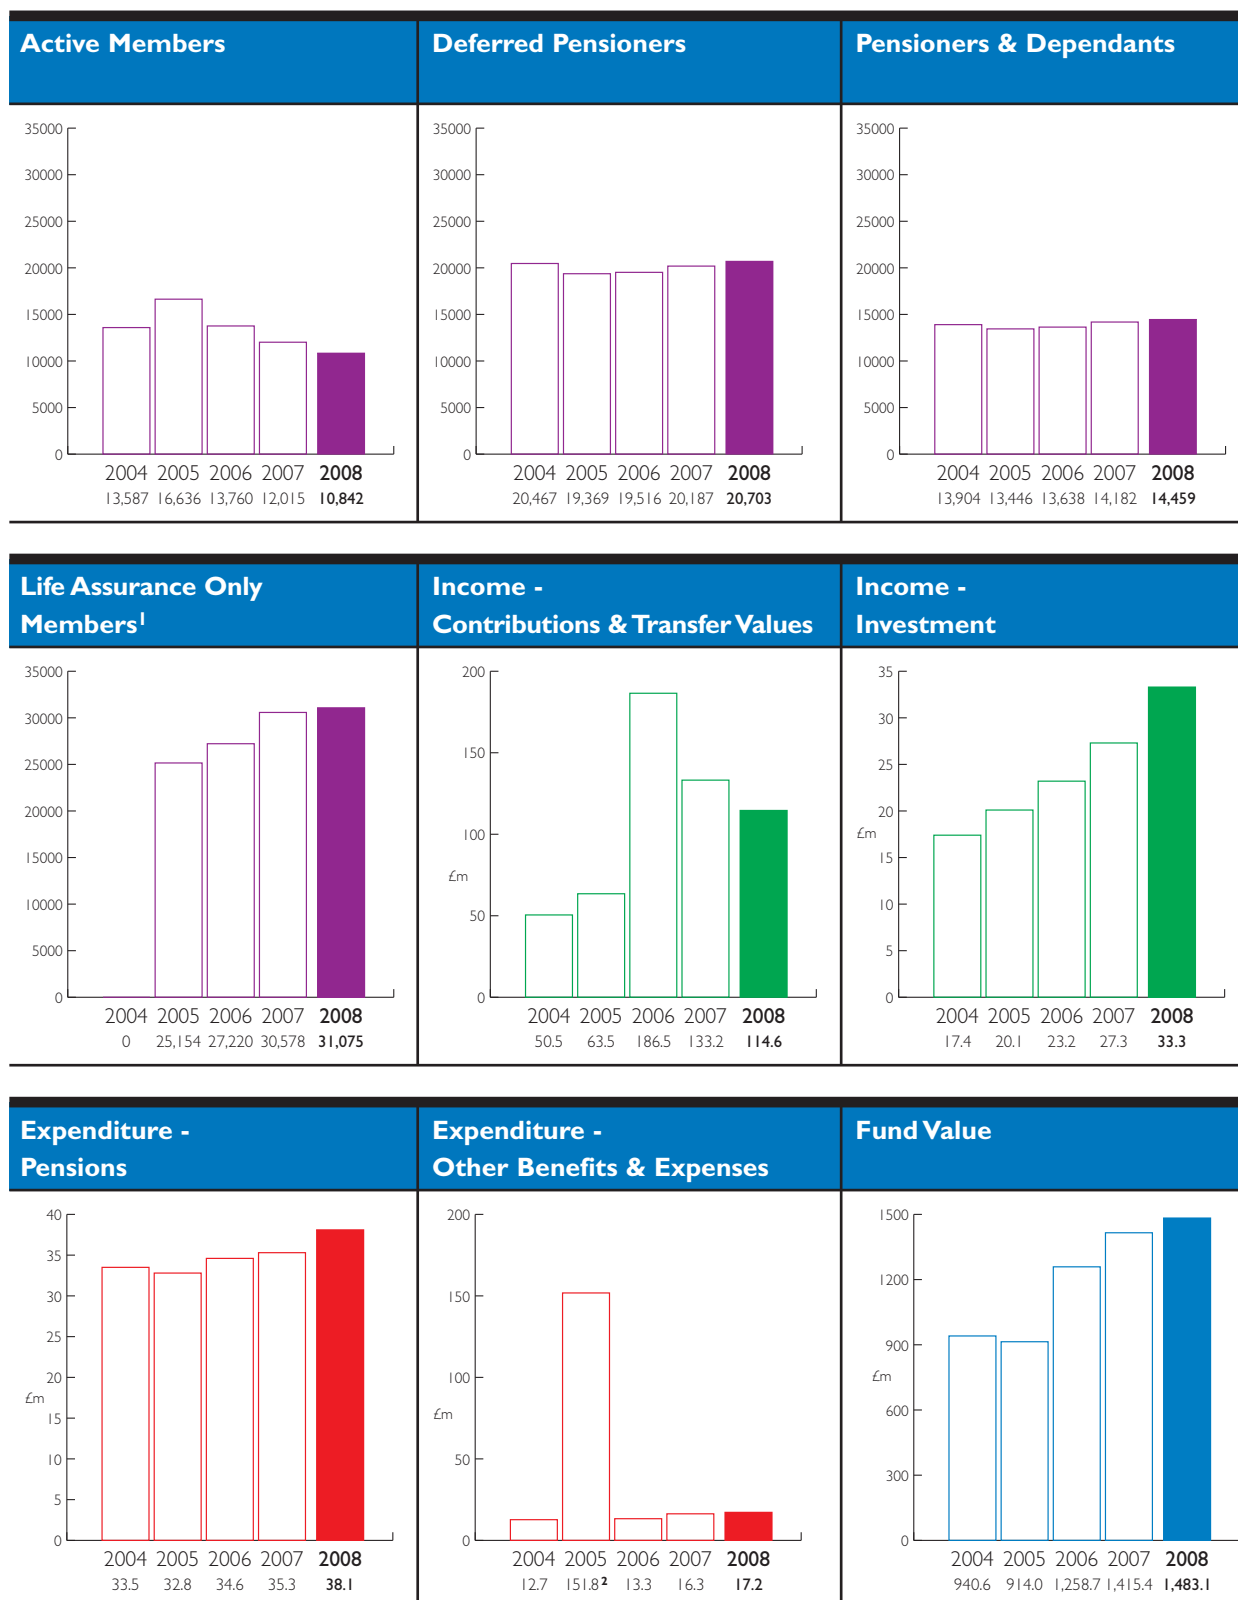 Active Members
Deferred Pensioners
Pensioners & Dependants
35000
30000
25000
20000
15000
10000
5000
0
2004 2005 2006 2007 2008
13,587 16,636 13,760 12,015 10,842
35000
30000
25000
20000
15000
10000
5000
0
2004 2005 2006 2007 2008
20,467 19,369 19,516 20,187 20,703
35000
30000
25000
20000
15000
10000
5000
0
2004 2005 2006 2007 2008
13,904 13,446 13,638 14,182 14,459
Life Assurance Only
Members¹
Income -
Contributions & Transfer Values
Income -
Investment
35000
30000
25000
20000
15000
10000
5000
0
2004 2005 2006 2007 2008
0 25,154 27,220 30,578 31,075
200
150
100
£m
50
0
2004 2005 2006 2007 2008
50.5 63.5 186.5 133.2 114.6
35
30
25
20
£m
15
10
5
0
2004 2005 2006 2007 2008
17.4 20.1 23.2 27.3 33.3
Expenditure -
Pensions
Expenditure -
Other Benefits & Expenses
Fund Value
40
35
30
25
20
£m
15
10
5
0
2004 2005 2006 2007 2008
33.5 32.8 34.6 35.3 38.1
200
150
100
£m
50
0
2004 2005 2006 2007 2008
12.7 151.8² 13.3 16.3 17.2
1500
1200
900
£m
600
300
0
2004 2005 2006 2007 2008
940.6 914.0 1,258.7 1,415.4 1,483.1